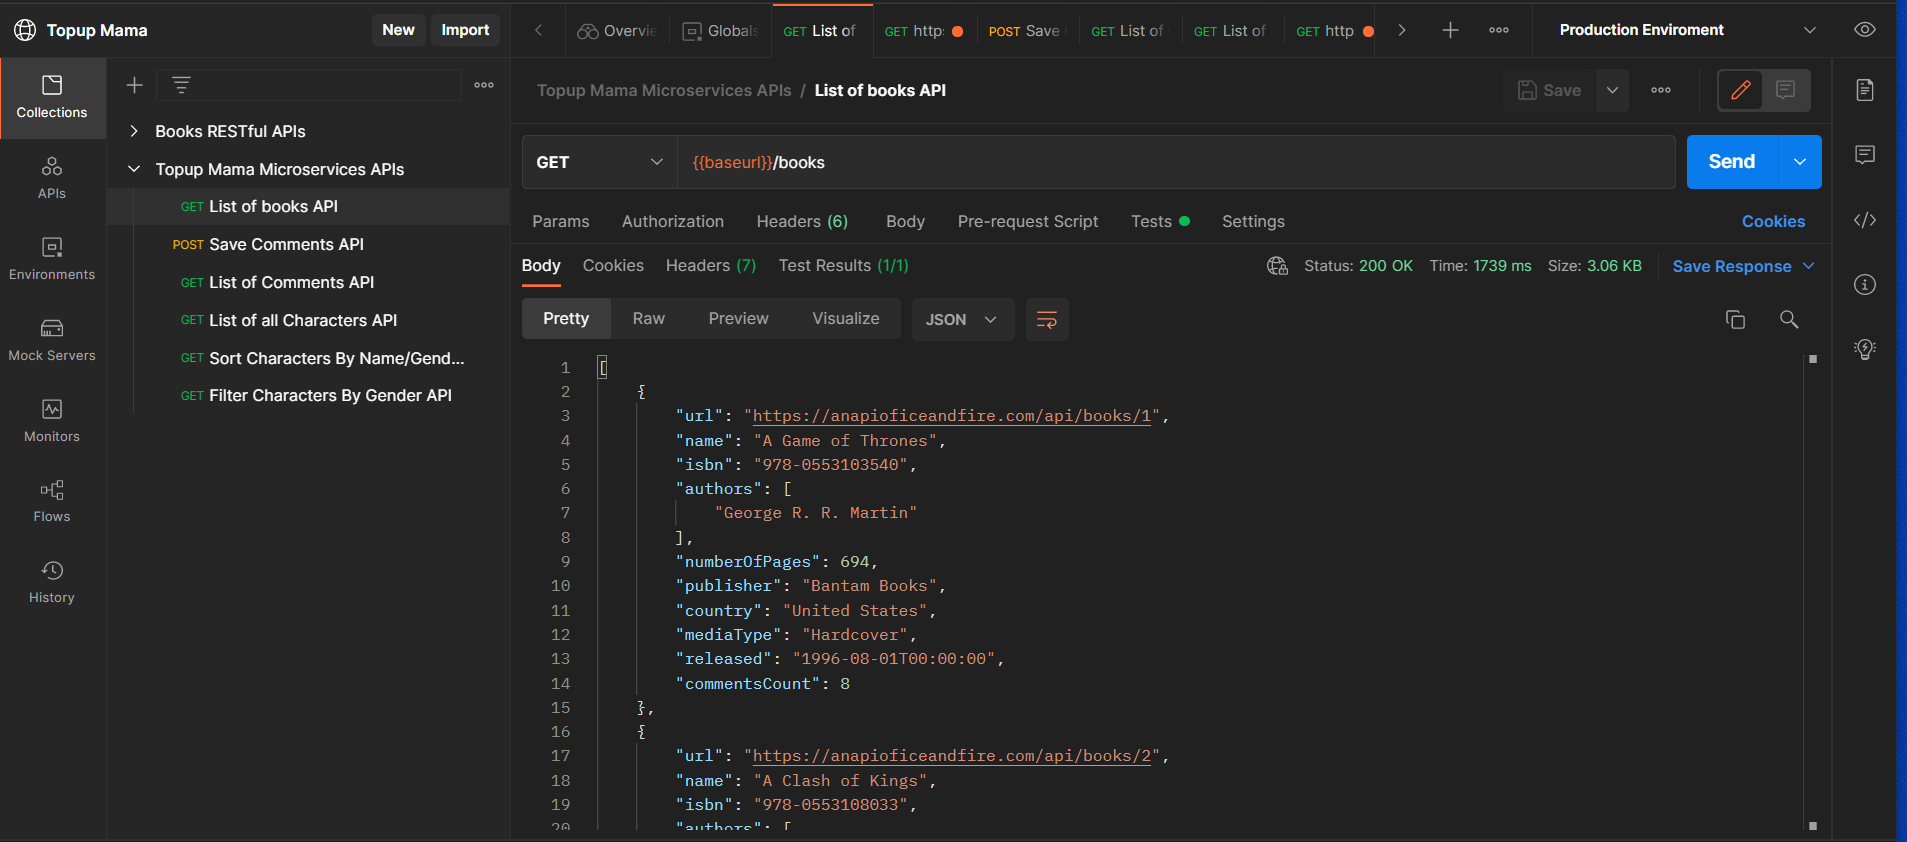 Topup Mama
New
Import
Overvie
Globals
GET List of
GET http:
POST Save
GET List of
GET List of
GET http
Production Enviroment
Collections
APIs
Environments
Mock Servers
Monitors
Flows
History
Books RESTful APIs
Topup Mama Microservices APIs
GET List of books API
POST Save Comments API
GET List of Comments API
GET List of all Characters API
GET Sort Characters By Name/Gend...
GET Filter Characters By Gender API
Topup Mama Microservices APIs / List of books API
Save
GET
{{baseurl}}/books
Send
Params Authorization Headers (6) Body Pre-request Script Tests Settings Cookies
Body Cookies Headers (7) Test Results (1/1) Status: 200 OK Time: 1739 ms Size: 3.06 KB Save Response
Pretty Raw Preview Visualize JSON
1 [
2 {
3 "url": "https://anapioficeandfire.com/api/books/1",
4 "name": "A Game of Thrones",
5 "isbn": "978-0553103540",
6 "authors": [
7 "George R. R. Martin"
8 ],
9 "numberOfPages": 694,
10 "publisher": "Bantam Books",
11 "country": "United States",
12 "mediaType": "Hardcover",
13 "released": "1996-08-01T00:00:00",
14 "commentsCount": 8
15 },
16 {
17 "url": "https://anapioficeandfire.com/api/books/2",
18 "name": "A Clash of Kings",
19 "isbn": "978-0553108033",
20 "authors": [